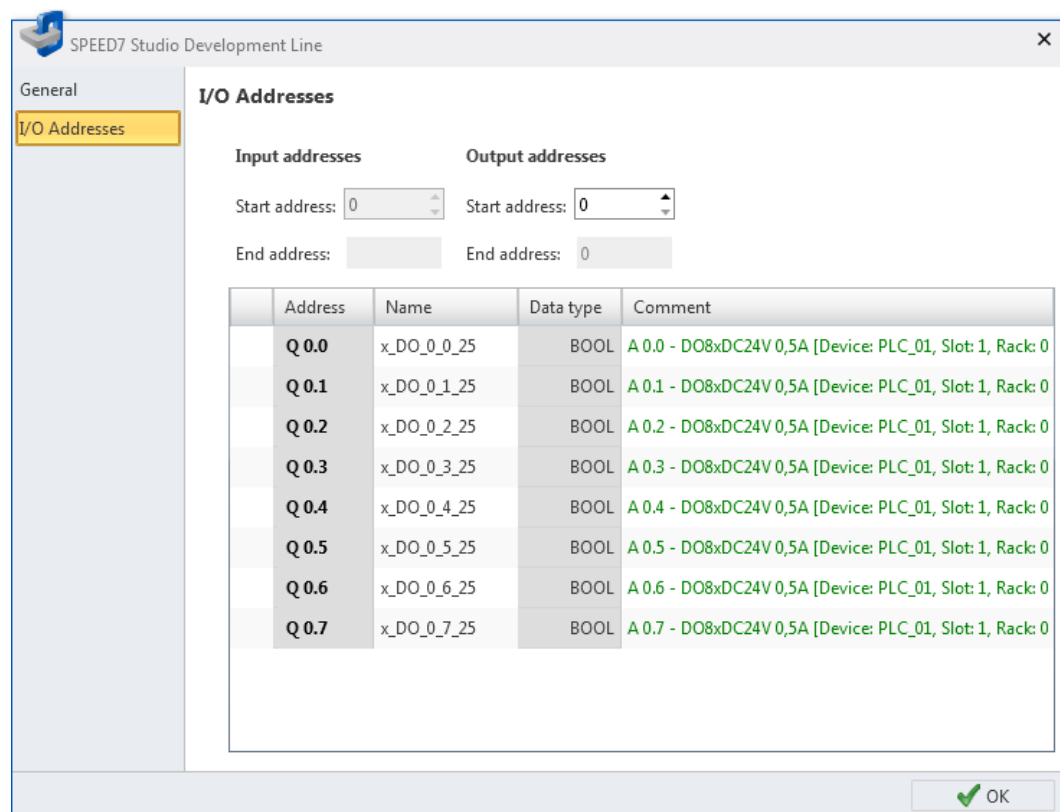 SPEED7 Studio Development Line
General
I/O Addresses
I/O Addresses
Input addresses Output addresses
Start address: 0 Start address: 0
End address: End address: 0
Address Name Data type Comment
Q 0.0 x_DO_0_0_25 BOOL A 0.0 - DO8xDC24V 0,5A [Device: PLC_01, Slot: 1, Rack: 0
Q 0.1 x_DO_0_1_25 BOOL A 0.1 - DO8xDC24V 0,5A [Device: PLC_01, Slot: 1, Rack: 0
Q 0.2 x_DO_0_2_25 BOOL A 0.2 - DO8xDC24V 0,5A [Device: PLC_01, Slot: 1, Rack: 0
Q 0.3 x_DO_0_3_25 BOOL A 0.3 - DO8xDC24V 0,5A [Device: PLC_01, Slot: 1, Rack: 0
Q 0.4 x_DO_0_4_25 BOOL A 0.4 - DO8xDC24V 0,5A [Device: PLC_01, Slot: 1, Rack: 0
Q 0.5 x_DO_0_5_25 BOOL A 0.5 - DO8xDC24V 0,5A [Device: PLC_01, Slot: 1, Rack: 0
Q 0.6 x_DO_0_6_25 BOOL A 0.6 - DO8xDC24V 0,5A [Device: PLC_01, Slot: 1, Rack: 0
Q 0.7 x_DO_0_7_25 BOOL A 0.7 - DO8xDC24V 0,5A [Device: PLC_01, Slot: 1, Rack: 0
OK